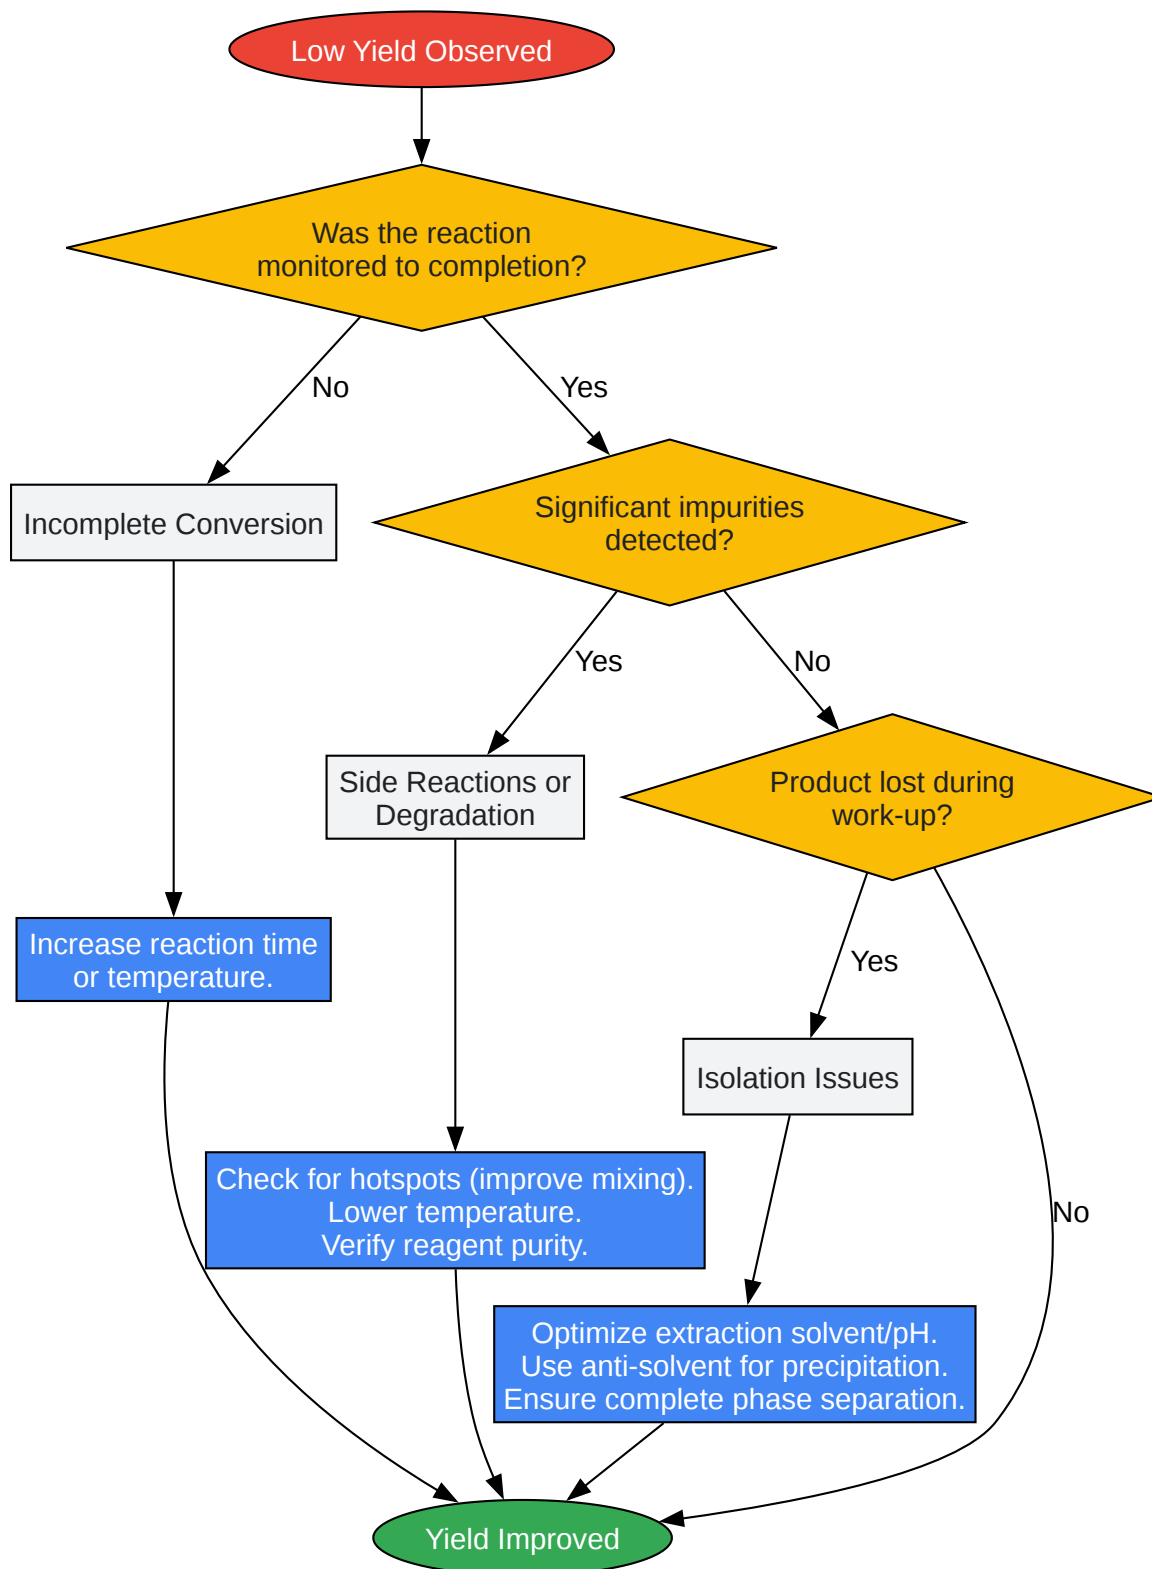 Low Yield Observed
Was the reaction
monitored to completion?
No
Yes
Incomplete Conversion
Significant impurities
detected?
Yes
No
Side Reactions or
Degradation
Product lost during
work-up?
Increase reaction time
or temperature.
Yes
Isolation Issues
Check for hotspots (improve mixing).
Lower temperature.
Verify reagent purity.
No
Optimize extraction solvent/pH.
Use anti-solvent for precipitation.
Ensure complete phase separation.
Yield Improved